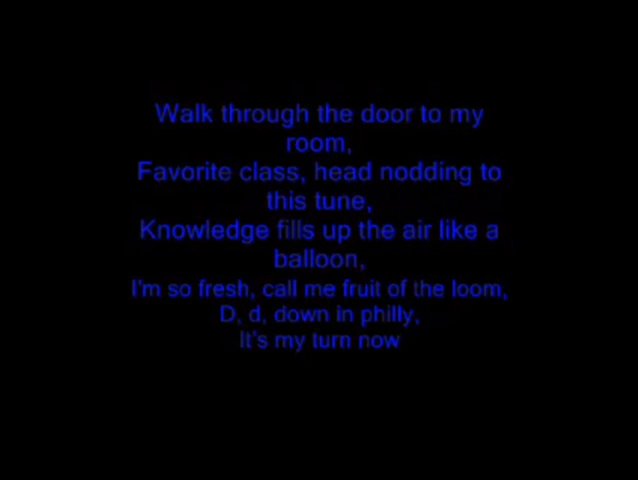 Walk through the door to my
room,
Favorite class, head nodding to
this tune,
Knowledge fills up the air like a
balloon,
I'm so fresh, call me fruit of the loom,
D, d, down in philly,
It's my turn now